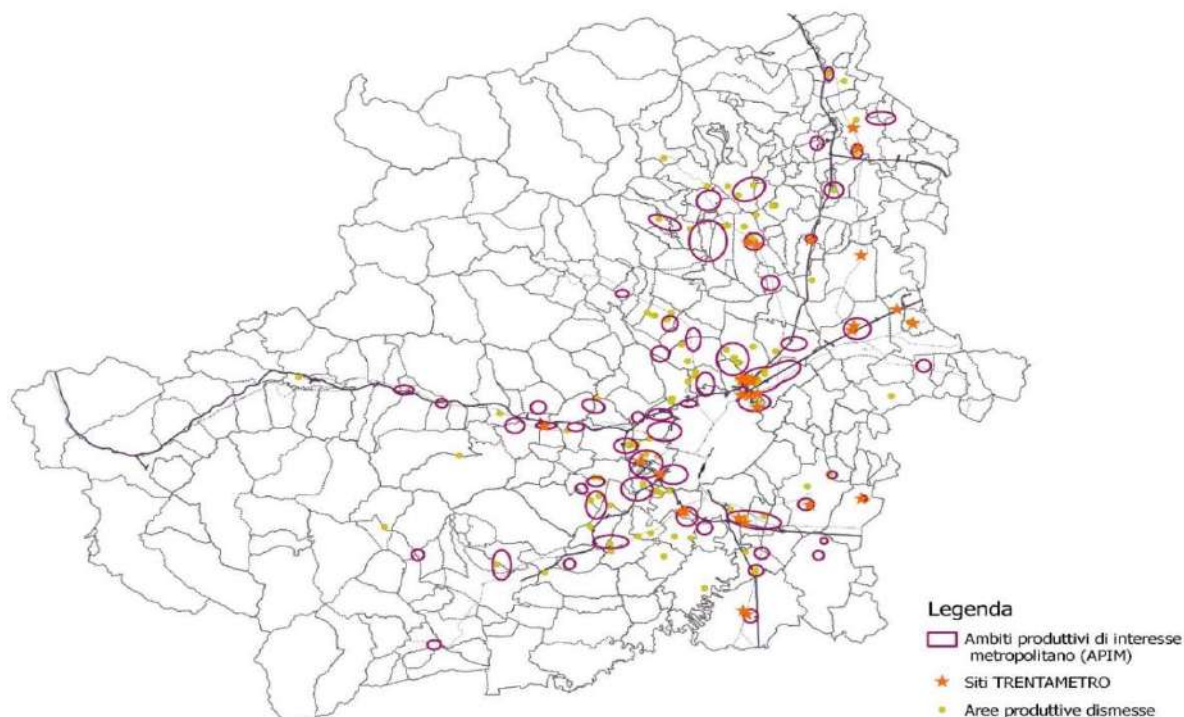 Legenda
Ambiti produttivi di interesse
metropolitano (APIM)
Siti TRENTAMETRO
Aree produttive dismesse